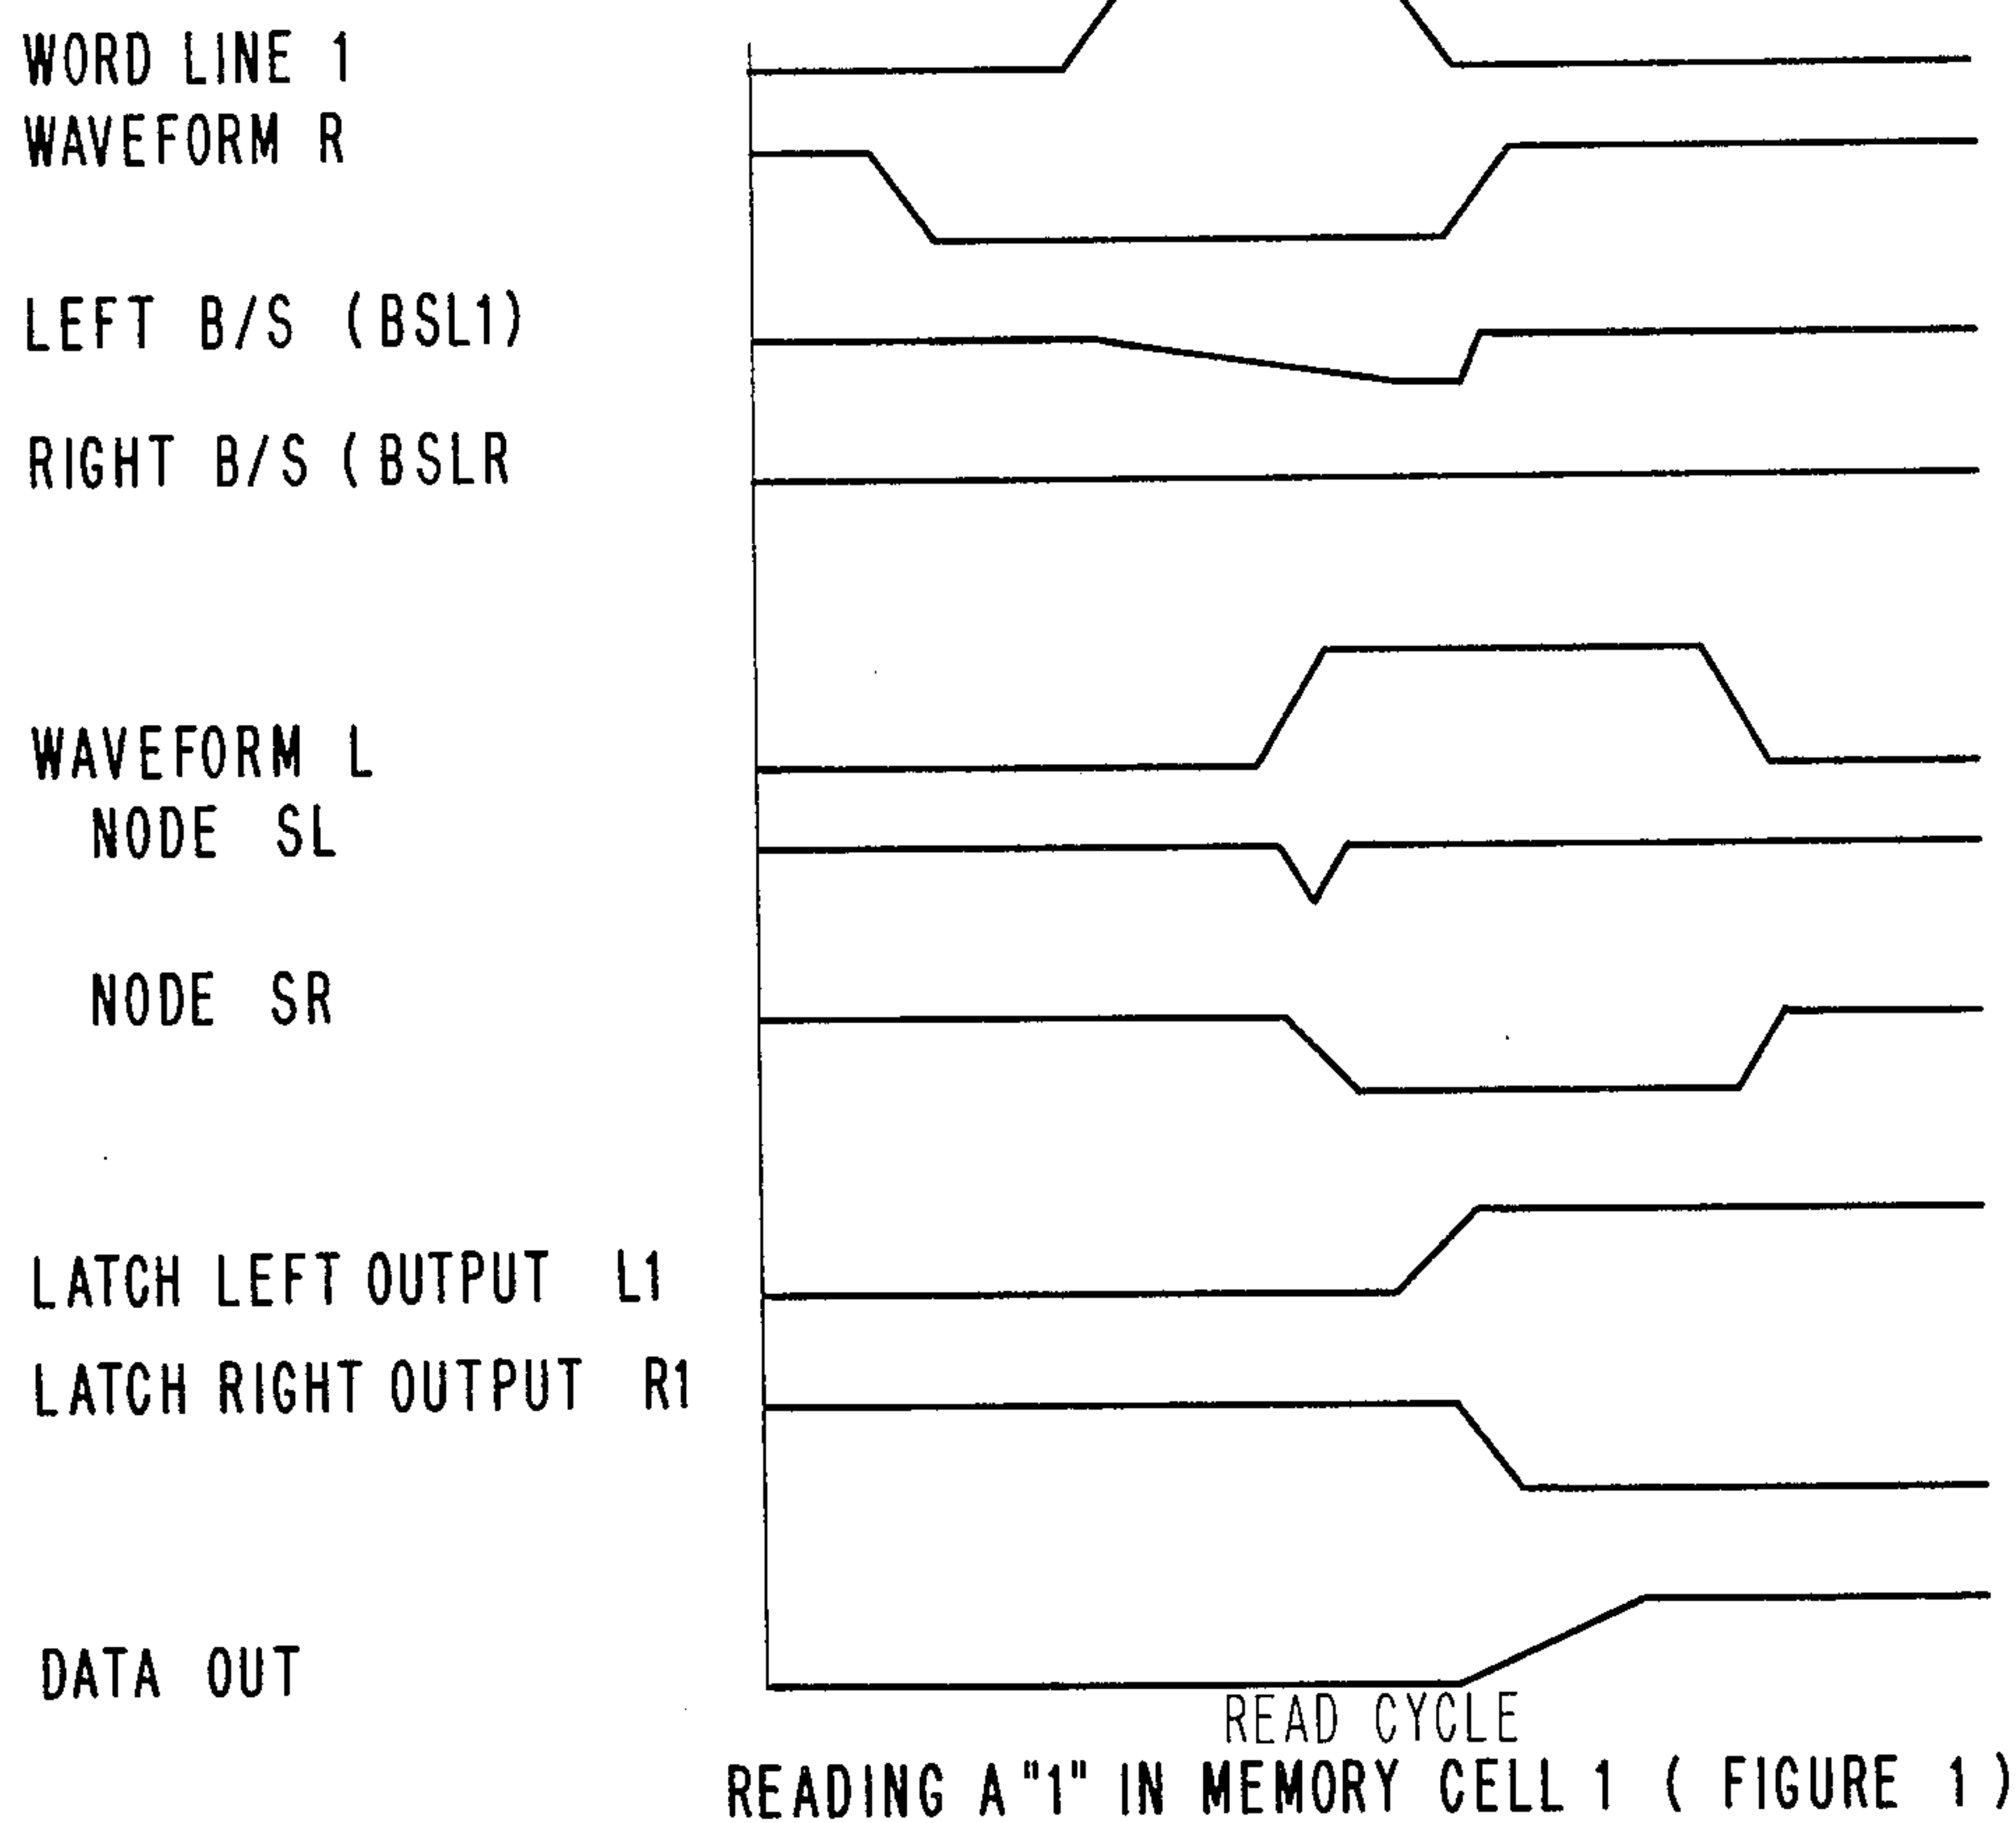 WORD LINE 1
WAVEFORM R
LEFT B/S (BSL1)
RIGHT B/S (BSLR
WAVEFORM L
NODE SL
NODE SR
LATCH LEFT OUTPUT L1
LATCH RIGHT OUTPUT R1
DATA OUT
READ CYCLE
READING A "1" IN MEMORY CELL 1 ( FIGURE 1 )